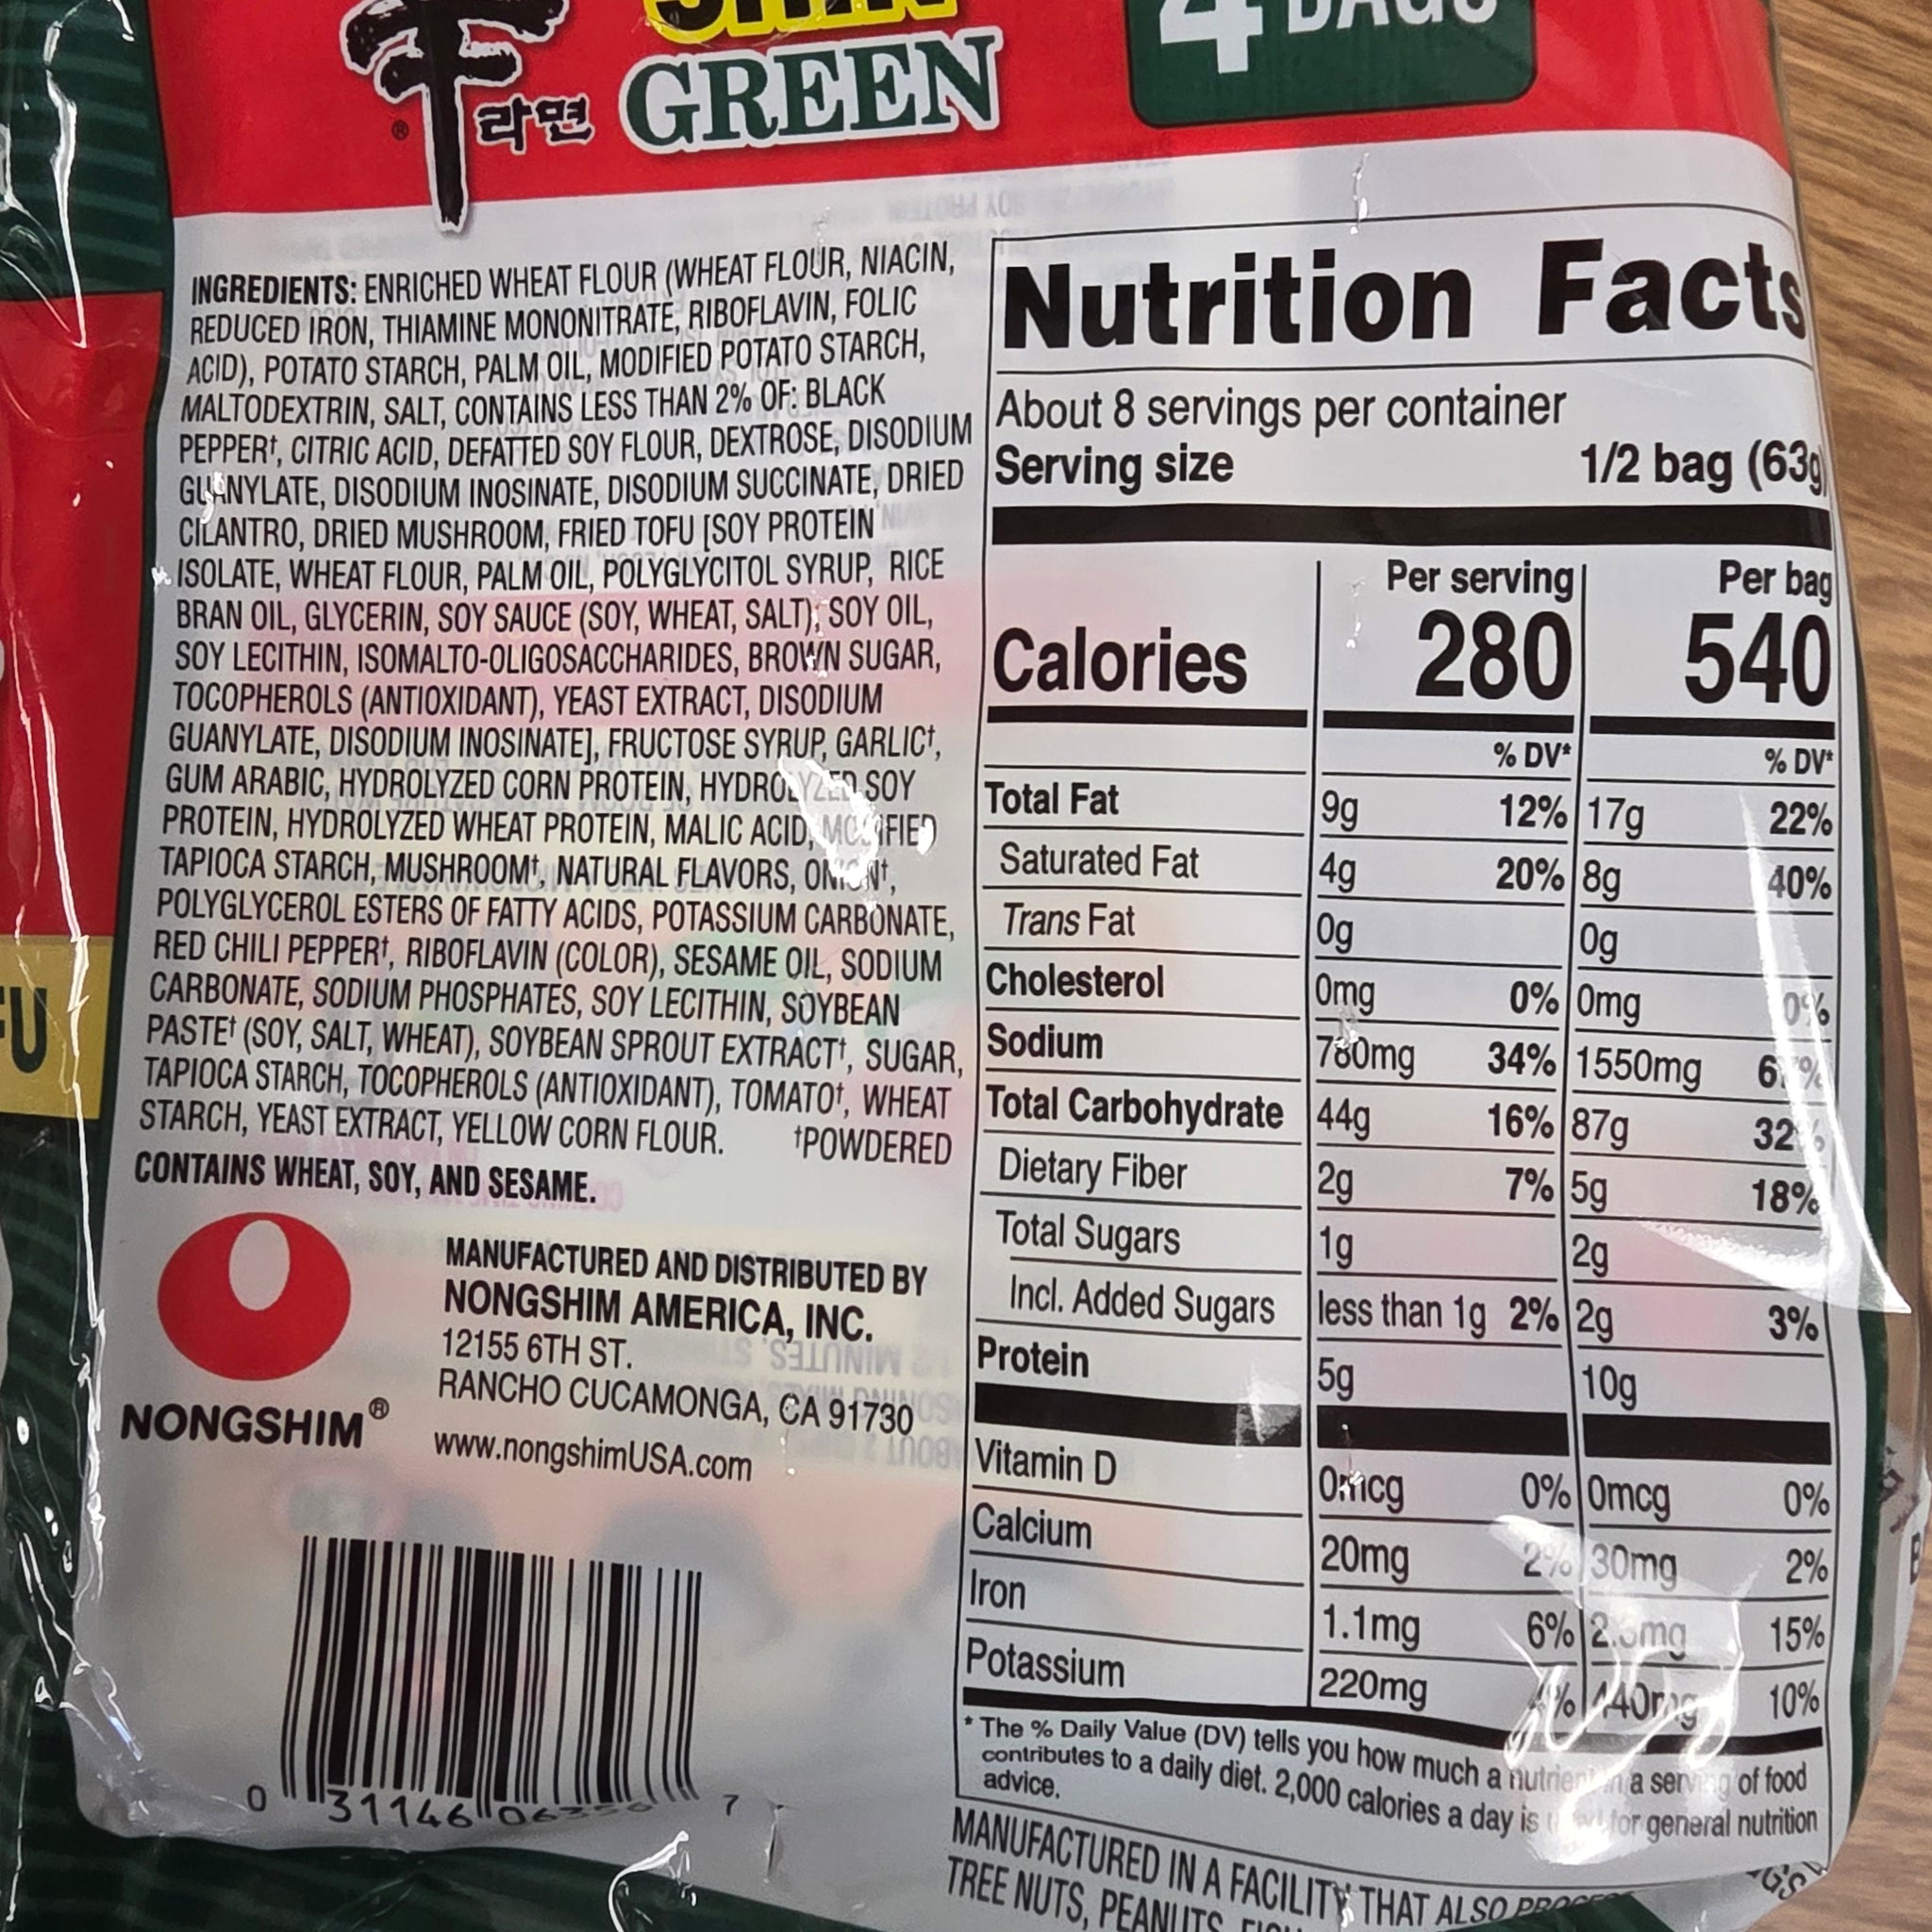 辛
라면
®
GREEN
4 BAGS
INGREDIENTS: ENRICHED WHEAT FLOUR (WHEAT FLOUR, NIACIN,
REDUCED IRON, THIAMINE MONONITRATE, RIBOFLAVIN, FOLIC
ACID), POTATO STARCH, PALM OIL, MODIFIED POTATO STARCH,
MALTODEXTRIN, SALT, CONTAINS LESS THAN 2% OF: BLACK
PEPPER†, CITRIC ACID, DEFATTED SOY FLOUR, DEXTROSE, DISODIUM
GUANYLATE, DISODIUM INOSINATE, DISODIUM SUCCINATE, DRIED
CILANTRO, DRIED MUSHROOM, FRIED TOFU [SOY PROTEIN
ISOLATE, WHEAT FLOUR, PALM OIL, POLYGLYCITOL SYRUP, RICE
BRAN OIL, GLYCERIN, SOY SAUCE (SOY, WHEAT, SALT), SOY OIL,
SOY LECITHIN, ISOMALTO-OLIGOSACCHARIDES, BROWN SUGAR,
TOCOPHEROLS (ANTIOXIDANT), YEAST EXTRACT, DISODIUM
GUANYLATE, DISODIUM INOSINATE], FRUCTOSE SYRUP, GARLIC†,
GUM ARABIC, HYDROLYZED CORN PROTEIN, HYDROLYZED SOY
PROTEIN, HYDROLYZED WHEAT PROTEIN, MALIC ACID, MODIFIED
TAPIOCA STARCH, MUSHROOM†, NATURAL FLAVORS, ONION†,
POLYGLYCEROL ESTERS OF FATTY ACIDS, POTASSIUM CARBONATE,
RED CHILI PEPPER†, RIBOFLAVIN (COLOR), SESAME OIL, SODIUM
CARBONATE, SODIUM PHOSPHATES, SOY LECITHIN, SOYBEAN
PASTE† (SOY, SALT, WHEAT), SOYBEAN SPROUT EXTRACT†, SUGAR,
TAPIOCA STARCH, TOCOPHEROLS (ANTIOXIDANT), TOMATO†, WHEAT
STARCH, YEAST EXTRACT, YELLOW CORN FLOUR. †POWDERED
CONTAINS WHEAT, SOY, AND SESAME.
MANUFACTURED AND DISTRIBUTED BY
NONGSHIM AMERICA, INC.
12155 6TH ST.
RANCHO CUCAMONGA, CA 91730
www.nongshimUSA.com
NONGSHIM®
0 31146 7
Nutrition Facts
About 8 servings per container
Serving size 1/2 bag (63g
Per serving Per bag
Calories 280 540
% DV* % DV*
Total Fat 9g 12% 17g 22%
Saturated Fat 4g 20% 8g 40%
Trans Fat 0g 0g
Cholesterol 0mg 0% 0mg 0%
Sodium 780mg 34% 1550mg
Total Carbohydrate 44g 16% 87g 32%
Dietary Fiber 2g 7% 5g 18%
Total Sugars 1g 2g
Incl. Added Sugars less than 1g 2% 2g 3%
Protein 5g 10g
Vitamin D 0mcg 0% 0mcg 0%
Calcium 20mg 2% 30mg 2%
Iron 1.1mg 6% 15%
Potassium 220mg 4% 440mg 10%
* The % Daily Value (DV) tells you how much a nutrient in a serving of food
contributes to a daily diet. 2,000 calories a day is used for general nutrition
advice.
MANUFACTURED IN A FACILITY THAT ALSO
TREE NUTS, PEANUTS,